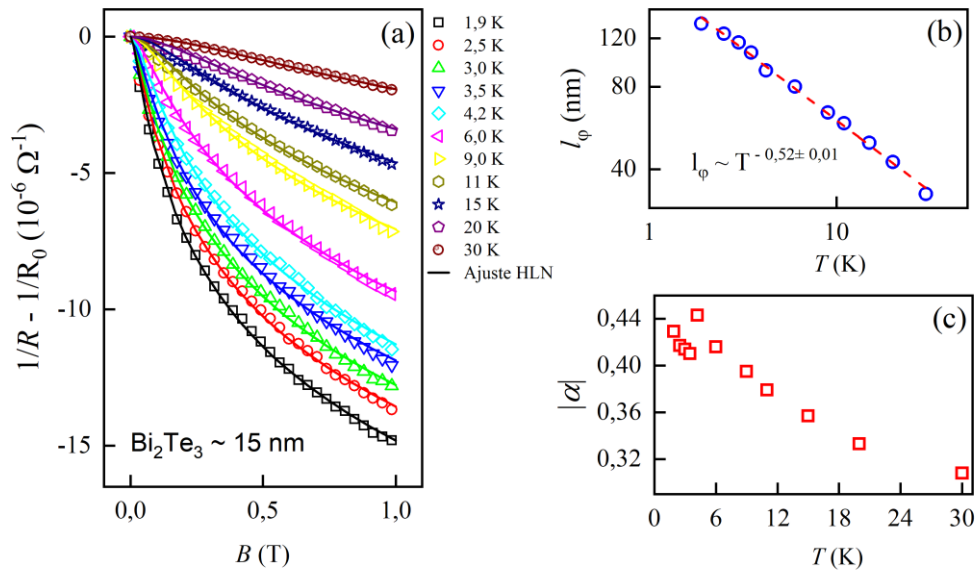 (a)
1/R - 1/R₀ (10⁻⁶ Ω⁻¹)
0
-5
-10
-15
Bi₂Te₃ ~ 15 nm
0,0
0,5
1,0
B (T)
1,9 K
2,5 K
3,0 K
3,5 K
4,2 K
6,0 K
9,0 K
11 K
15 K
20 K
30 K
Ajuste HLN
(b)
lφ (nm)
120
80
40
lφ ~ T⁻ ⁰,⁵²± ⁰,⁰¹
1
10
T (K)
(c)
|α|
0,44
0,40
0,36
0,32
0
6
12
18
24
30
T (K)